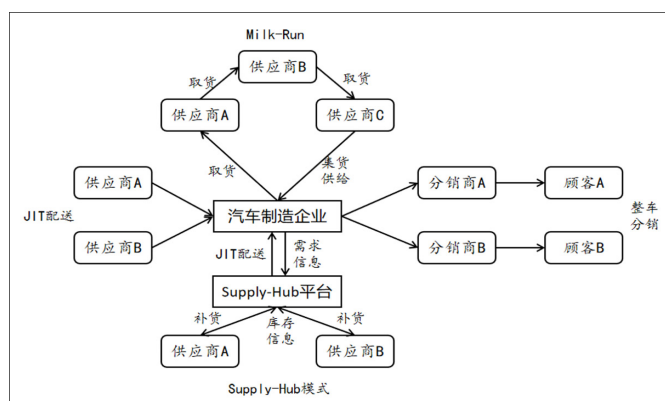 Milk-Run
供应商B
取货
取货
供应商A
供应商C
取货
集货
供给
供应商A
分销商A
顾客A
JIT配送
汽车制造企业
整车
分销
供应商B
分销商B
顾客B
JIT配送
需求
信息
Supply-Hub平台
补货
库存
信息
补货
供应商A
供应商B
Supply-Hub模式